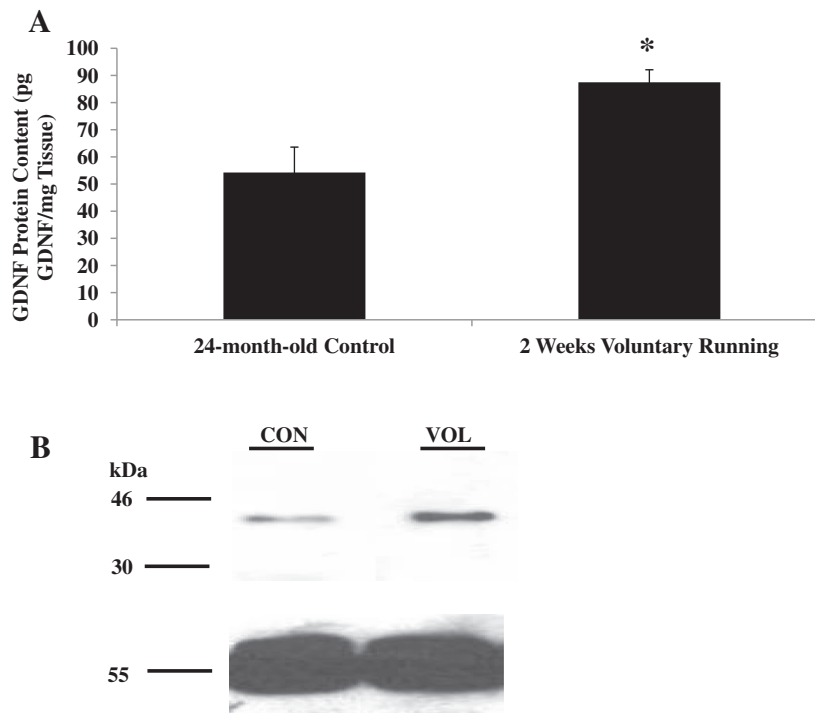 A
GDNF Protein Content (pg
GDNF/mg Tissue)
100
90
80
70
60
50
40
30
20
10
0
*
24-month-old Control
2 Weeks Voluntary Running
B
CON
VOL
kDa
46
30
55